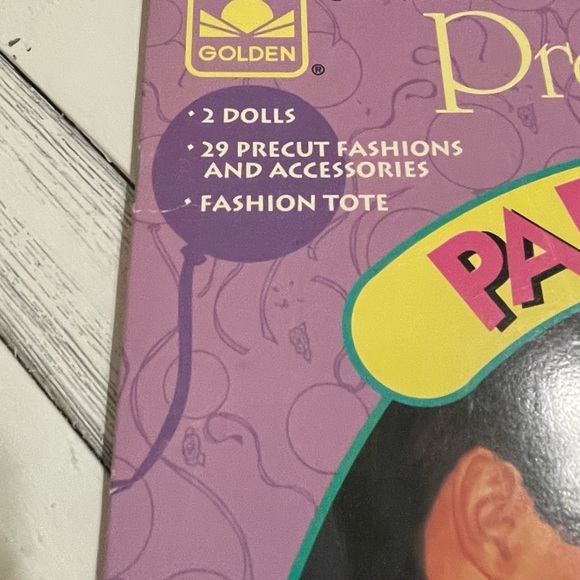 GOLDEN
®
Pr
• 2 DOLLS
• 29 PRECUT FASHIONS
AND ACCESSORIES
• FASHION TOTE
PA